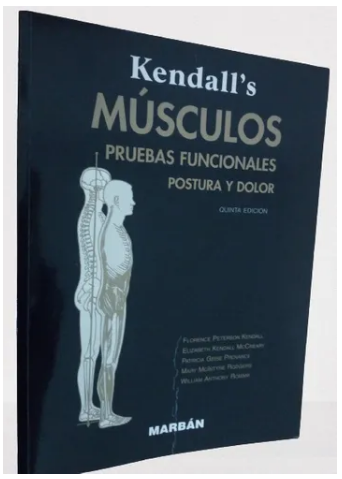 Kendall's
MÚSCULOS
PRUEBAS FUNCIONALES
POSTURA Y DOLOR
QUINTA EDICION
FLORENCE PETERSON KENDALL
ELIZABETH KENDALL MCCREARY
PATRICIA GEISE PROVANCE
MARY MCINTYRE RODGERS
WILLIAM ANTHONY ROMANI
MARBÁN